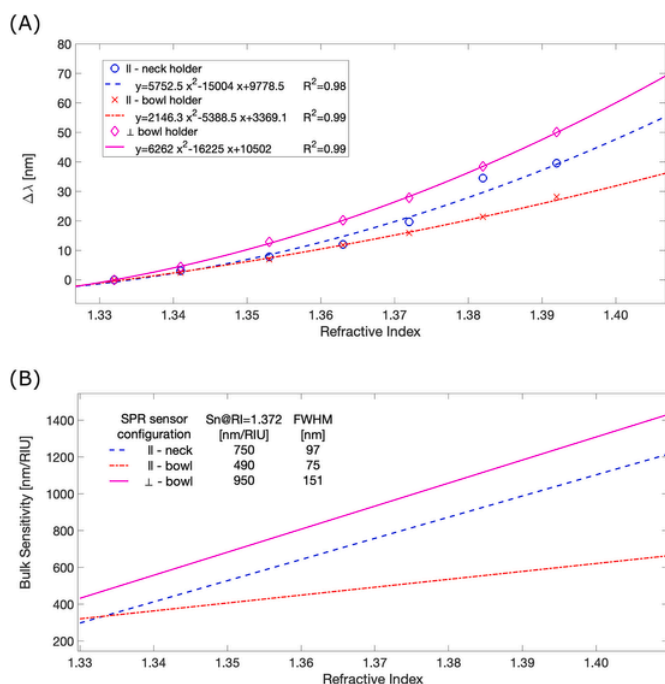 (A)
80
70
60
50
40
30
20
10
0
Δλ [nm]
II - neck holder
y=5752.5 x²-15004 x+9778.5 R²=0.98
II - bowl holder
y=2146.3 x²-5388.5 x+3369.1 R²=0.99
⊥ bowl holder
y=6262 x²-16225 x+10502 R²=0.99
1.33 1.34 1.35 1.36 1.37 1.38 1.39 1.40
Refractive Index
(B)
1400
1200
1000
800
600
400
200
Bulk Sensitivity [nm/RIU]
SPR sensor Sn@RI=1.372 FWHM
configuration [nm/RIU] [nm]
II - neck 750 97
II - bowl 490 75
⊥ - bowl 950 151
1.33 1.34 1.35 1.36 1.37 1.38 1.39 1.40
Refractive Index